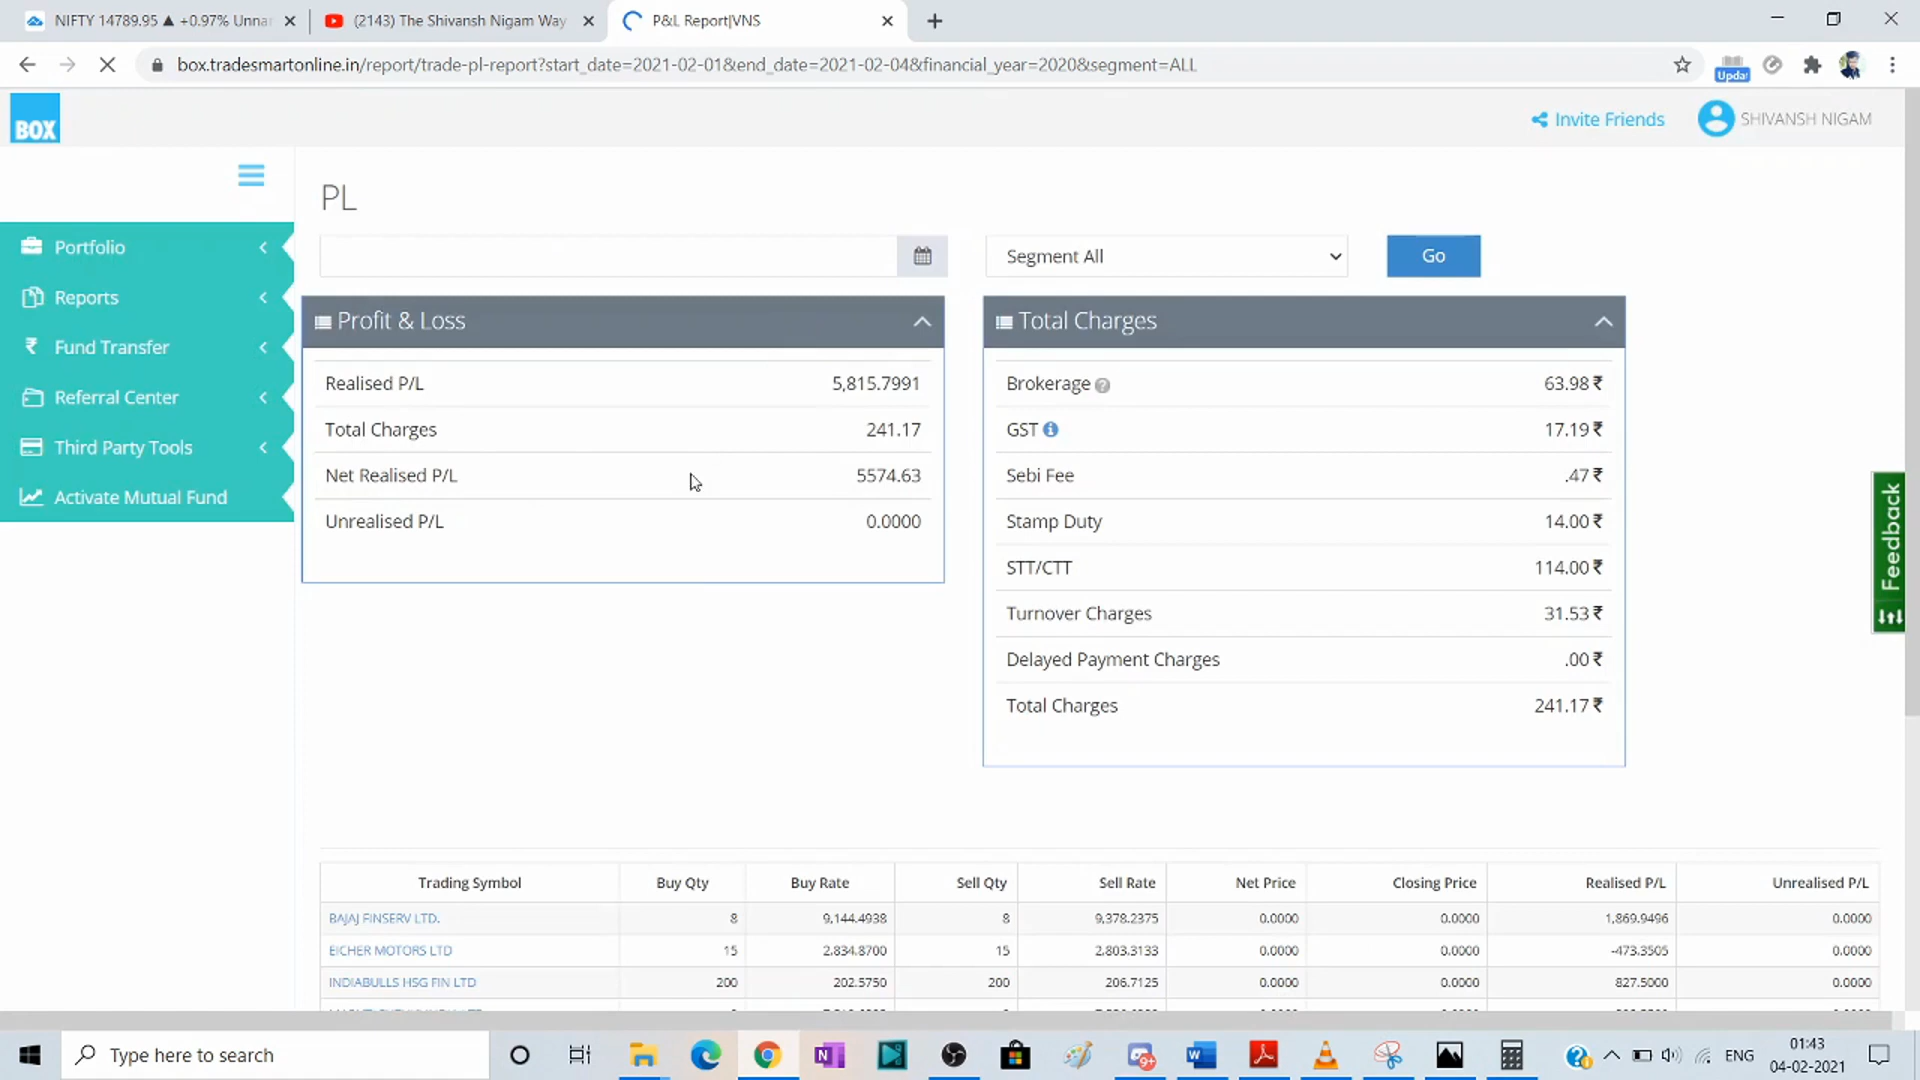 NIFTY 14789.95 ▲ +0.97% Unna
(2143) The Shivansh Nigam Way
P&L Report|VNS
box.tradesmartonline.in/report/trade-pl-report?start_date=2021-02-01&end_date=2021-02-04&financial_year=2020&segment=ALL
Updat
BOX
Invite Friends
SHIVANSH NIGAM
Portfolio
Reports
Fund Transfer
Referral Center
Third Party Tools
Activate Mutual Fund
PL
Segment All
Go
Profit & Loss
Realised P/L 5,815.7991
Total Charges 241.17
Net Realised P/L 5574.63
Unrealised P/L 0.0000
Total Charges
Brokerage 63.98 ₹
GST 17.19 ₹
Sebi Fee .47 ₹
Stamp Duty 14.00 ₹
STT/CTT 114.00 ₹
Turnover Charges 31.53 ₹
Delayed Payment Charges .00 ₹
Total Charges 241.17 ₹
Feedback
Trading Symbol Buy Qty Buy Rate Sell Qty Sell Rate Net Price Closing Price Realised P/L Unrealised P/L
BAJAJ FINSERV LTD. 8 9,144.4938 8 9,378.2375 0.0000 0.0000 1,869.9496 0.0000
EICHER MOTORS LTD 15 2,834.8700 15 2,803.3133 0.0000 0.0000 -473.3505 0.0000
INDIABULLS HSG FIN LTD 200 202.5750 200 206.7125 0.0000 0.0000 827.5000 0.0000
Type here to search
9+
ENG
01:43
04-02-2021